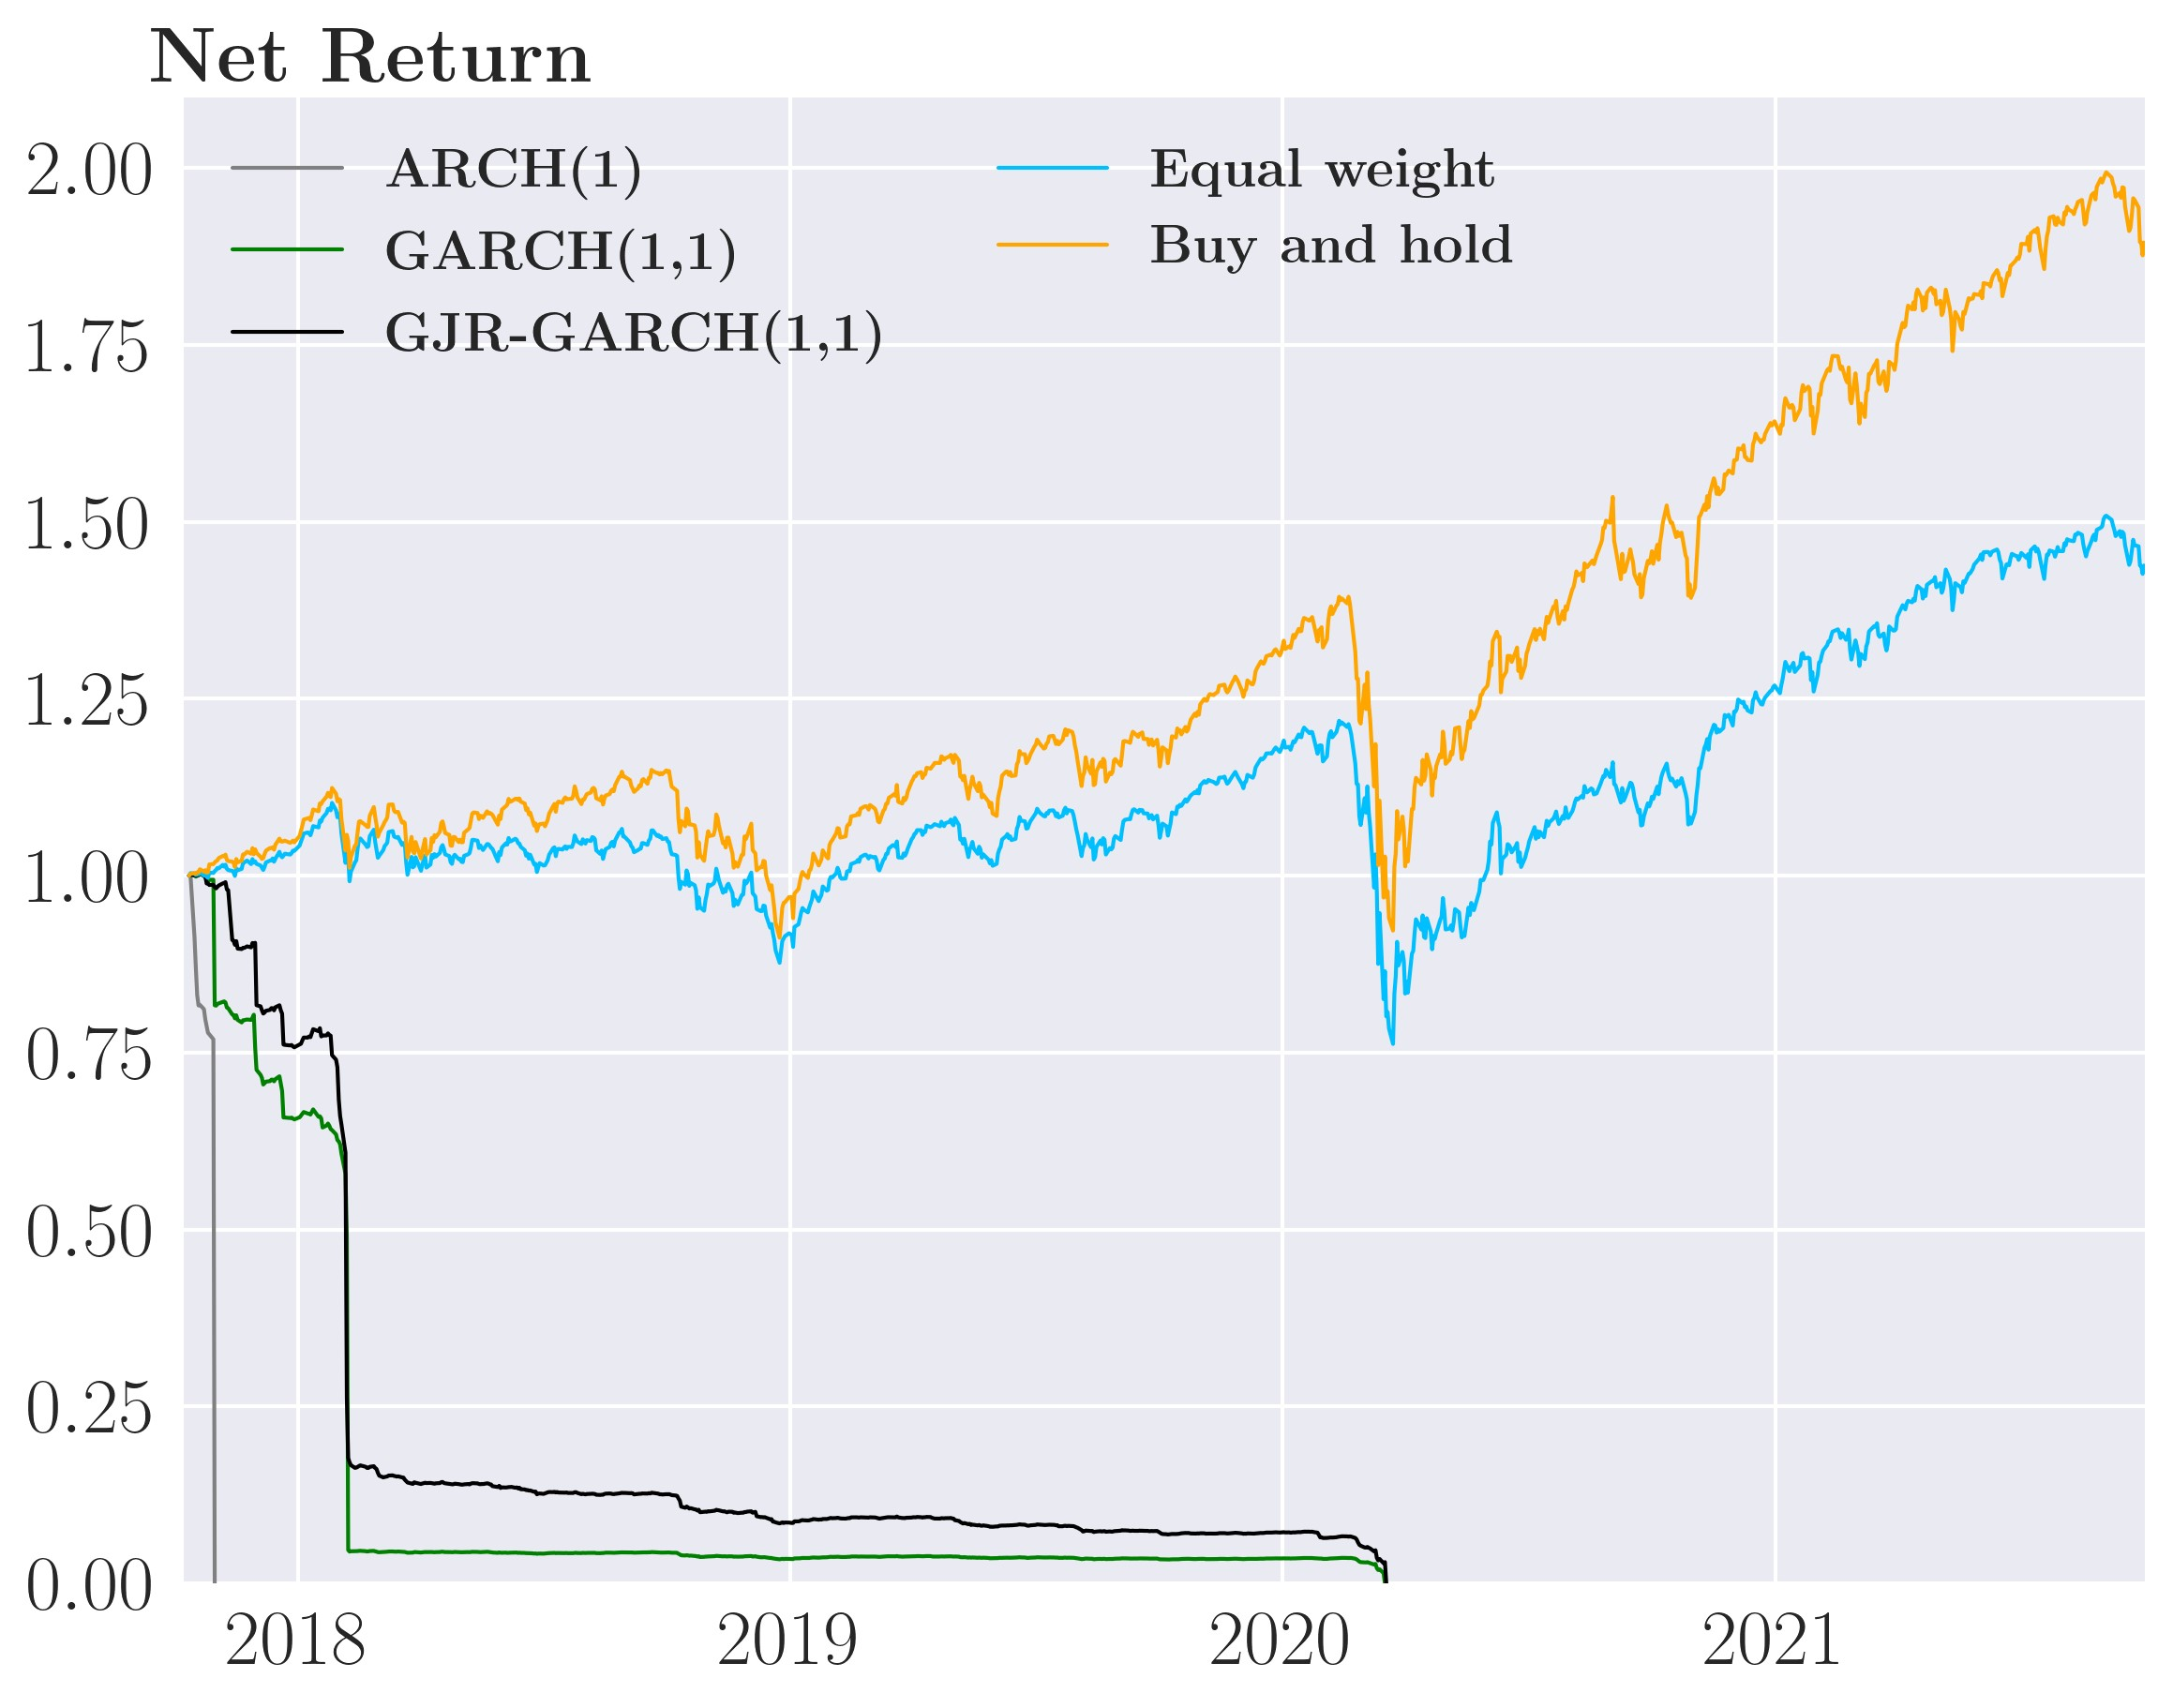 Net Return
2.00
1.75
1.50
1.25
1.00
0.75
0.50
0.25
0.00
ARCH(1)
GARCH(1,1)
GJR-GARCH(1,1)
Equal weight
Buy and hold
2018 2019 2020 2021